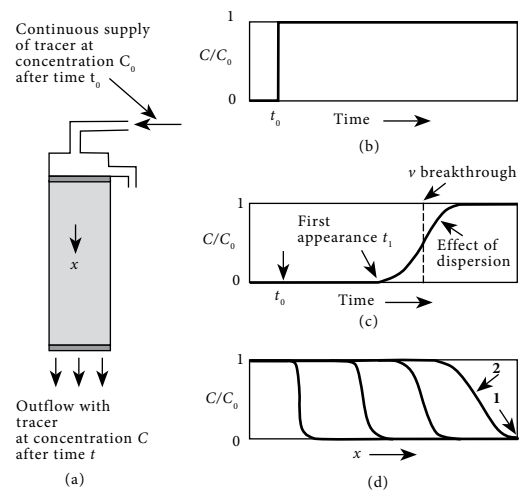 Continuous supply
of tracer at
concentration C₀
after time t₀
x
Outflow with
tracer
at concentration C
after time t
(a)
1
C/C₀
0
t₀
Time
(b)
v breakthrough
1
First
appearance t₁
C/C₀
Effect of
dispersion
0
t₀
Time
(c)
1
2
1
C/C₀
0
x
(d)